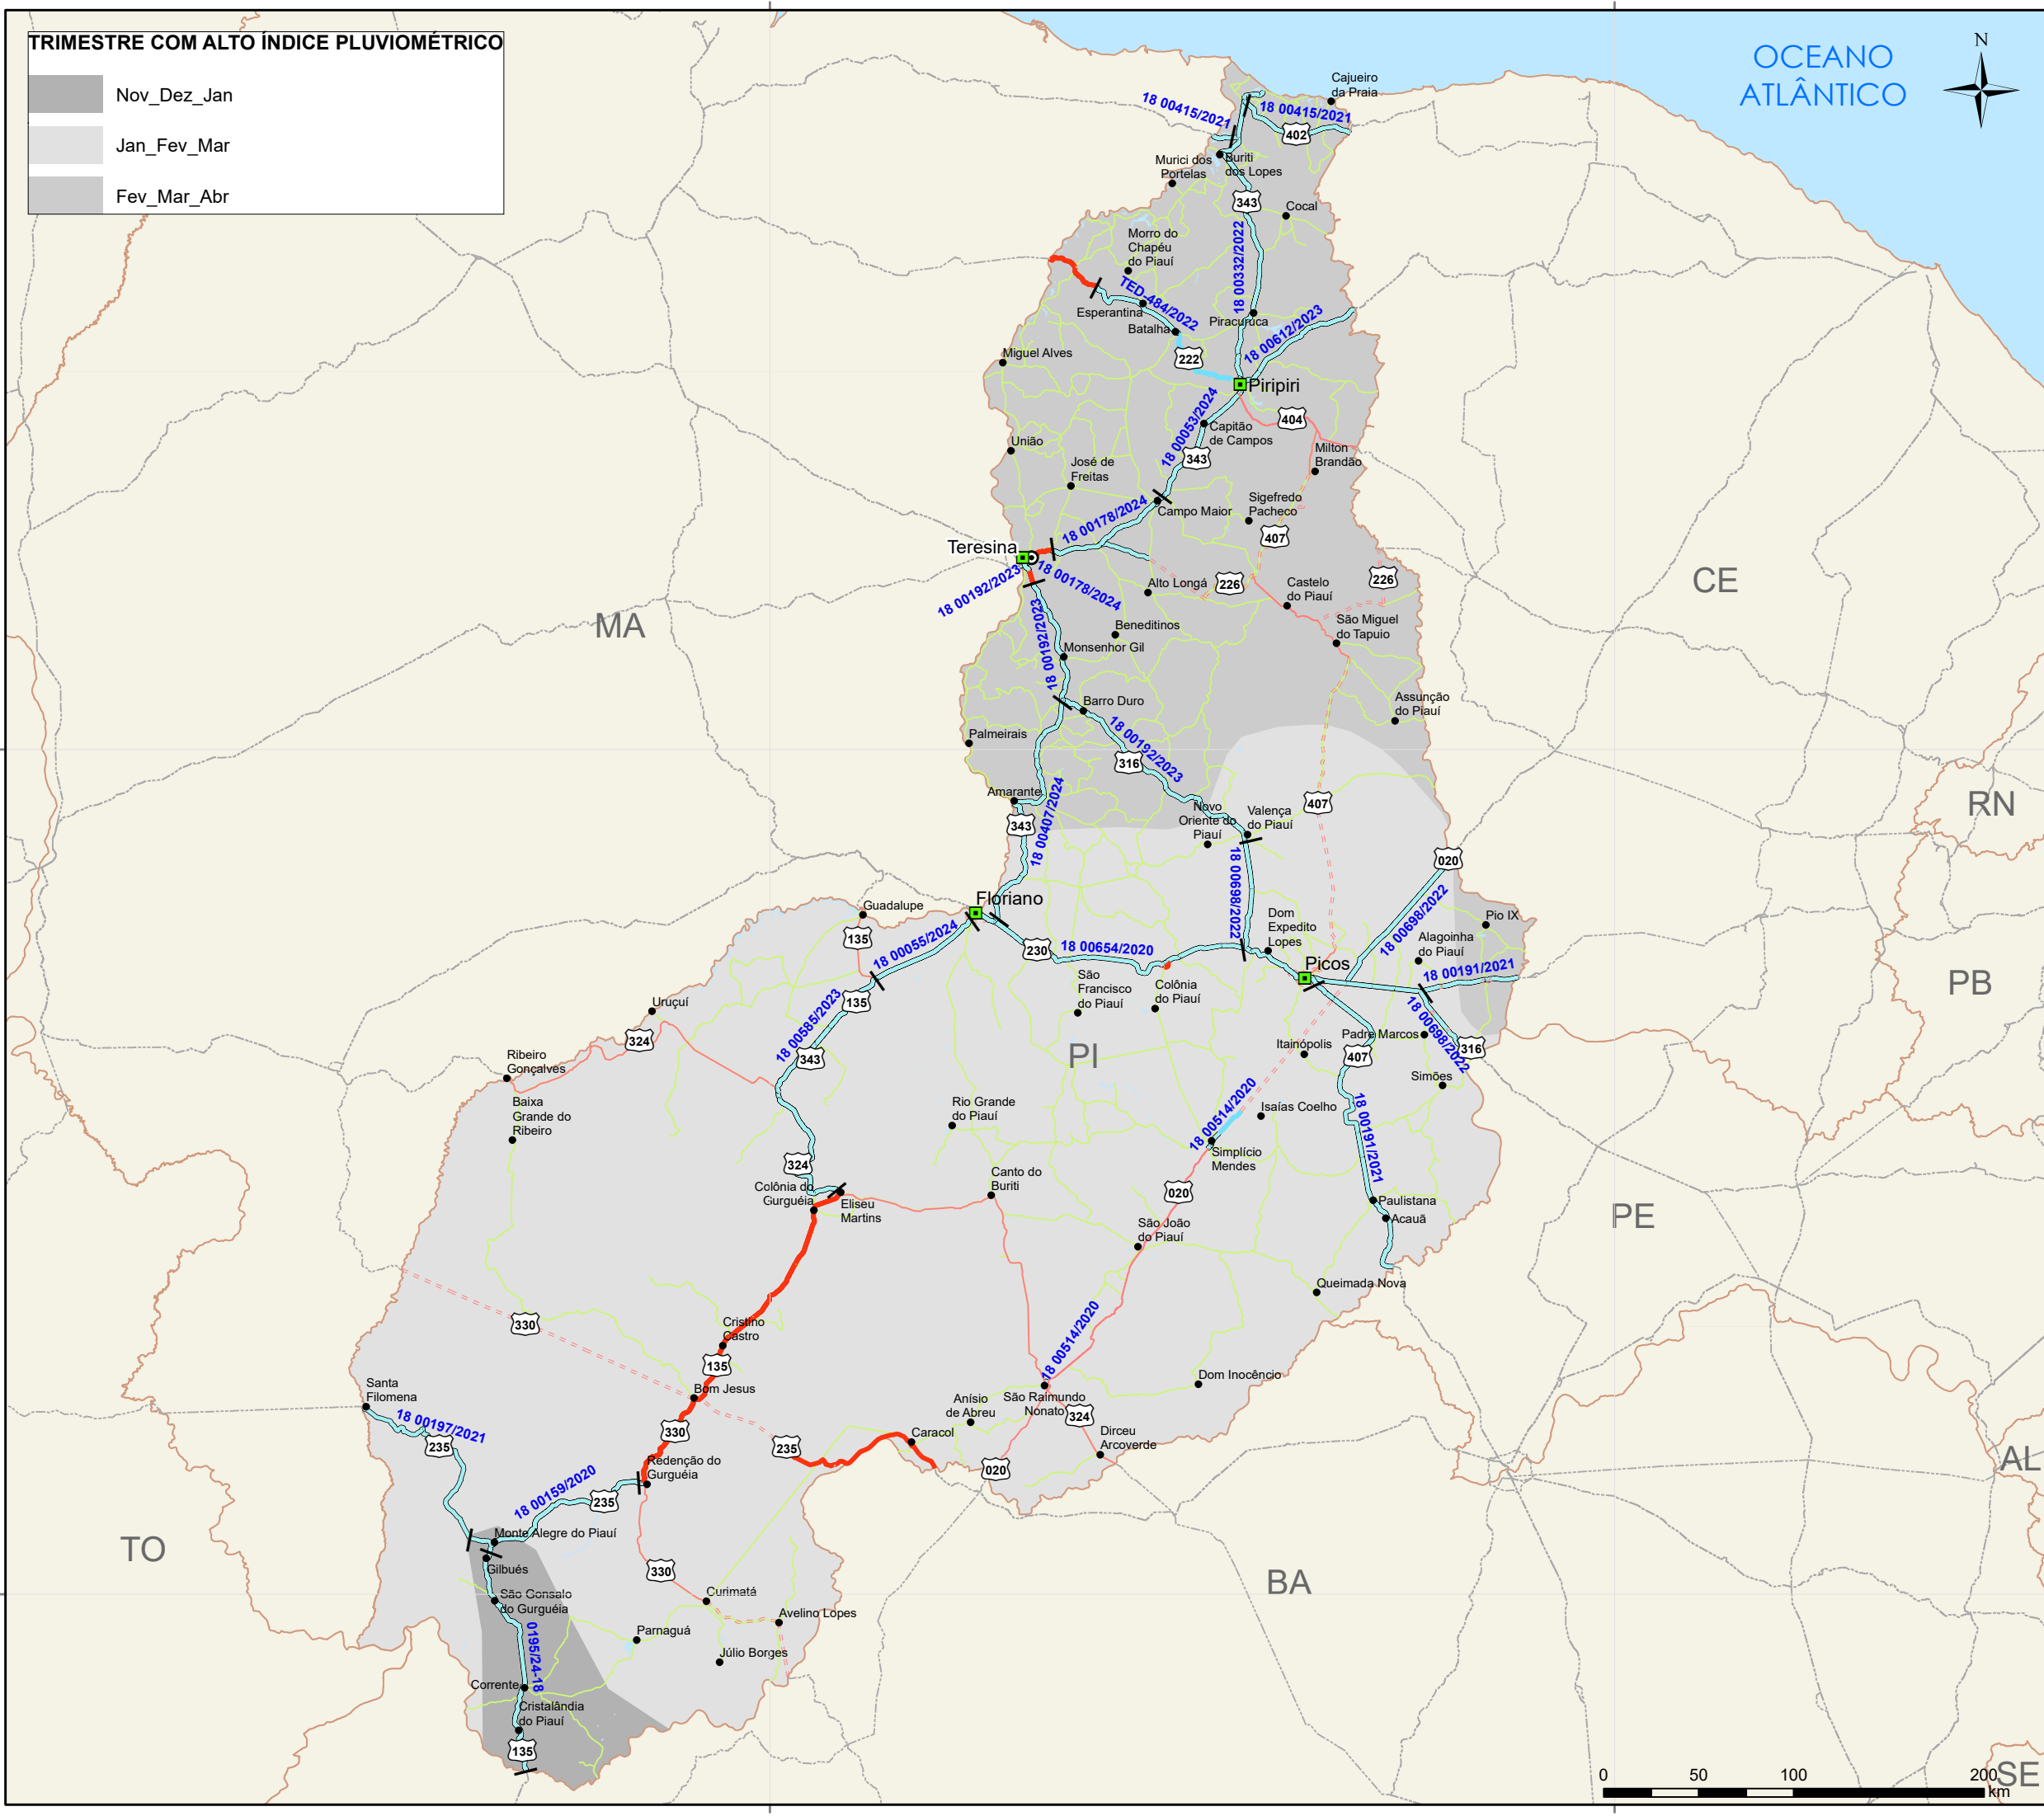 TRIMESTRE COM ALTO ÍNDICE PLUVIOMÉTRICO
Nov_Dez_Jan
Jan_Fev_Mar
Fev_Mar_Abr
OCEANO
ATLÂNTICO
N
Cajueiro
da Praia
18 00415/2021
18 00415/2021
402
Buriti
dos Lopes
Murici dos
Portelas
343
Cocal
Morro do
Chapéu
do Piauí
18 00332/2022
TED-484/2022
Esperantina
Batalha
Piracuruca
18 00612/2023
222
Miguel Alves
Piripiri
18 00053/2024
404
Capitão
de Campos
União
343
Milton
Brandão
José de
Freitas
Sigefredo
Pacheco
Campo Maior
18 00178/2024
407
Teresina
18 00192/2023
18 00178/2024
226
226
Alto Longá
Castelo
do Piauí
CE
MA
18 00192/2023
Beneditinos
São Miguel
do Tapuio
Monsenhor Gil
Barro Duro
Assunção
do Piauí
Palmeirais
18 00192/2023
316
Amarante
343
18 00407/2024
Novo
Oriente do
Piauí
Valença
do Piauí
407
RN
020
18 00698/2022
Floriano
Guadalupe
135
18 00055/2024
230
18 00654/2020
Dom
Expedito
Lopes
18 00698/2022
Pio IX
Alagoinha
do Piauí
Picos
18 00191/2021
PB
São
Francisco
do Piauí
Colônia
do Piauí
135
Uruçuí
18 00585/2023
324
343
PI
Padre Marcos
18 00698/2022
316
Itainópolis
407
Ribeiro
Gonçalves
Baixa
Grande do
Ribeiro
Simões
Rio Grande
do Piauí
18 00514/2020
Isaías Coelho
18 00191/2021
Simplício
Mendes
324
Colônia do
Gurguéia
Eliseu
Martins
Canto do
Buriti
020
Paulistana
Acauã
PE
São João
do Piauí
Queimada Nova
330
Cristino
Castro
135
18 00514/2020
Santa
Filomena
Bom Jesus
Dom Inocêncio
Anísio
de Abreu
São Raimundo
Nonato
324
18 00197/2021
235
330
235
Caracol
Dirceu
Arcoverde
020
AL
Redenção do
Gurguéia
18 00159/2020
235
TO
Monte Alegre do Piauí
Gilbués
330
BA
São Gonsalo
do Gurguéia
Curimatá
Avelino Lopes
0195/24-18
Parnaguá
Júlio Borges
Corrente
Cristalândia
do Piauí
135
0 50 100 200
km
SE